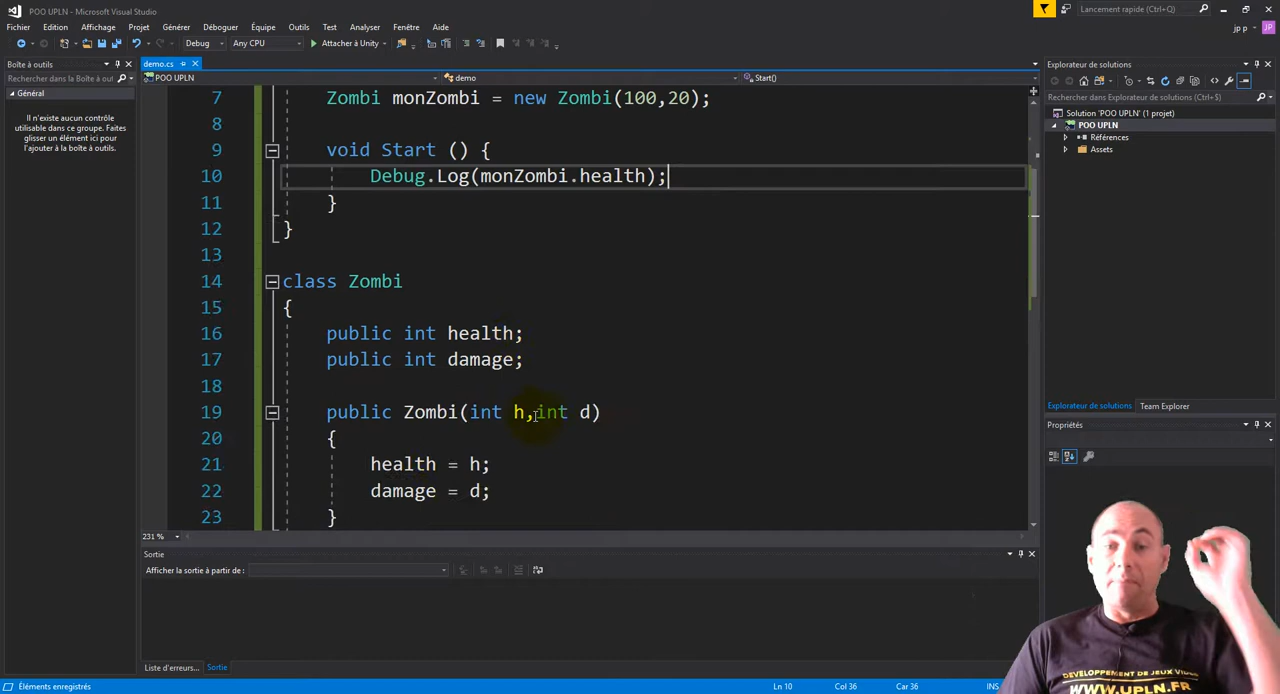 POO UPLN - Microsoft Visual Studio
Lancement rapide (Ctrl+Q)
Fichier Edition Affichage Projet Générer Déboguer Équipe Outils Test Analyser Fenêtre Aide
jp p
JP
Debug Any CPU Attacher à Unity
Boîte à outils
Rechercher dans la Boîte à out
Général
Il n'existe aucun contrôle
utilisable dans ce groupe. Faites
glisser un élément ici pour
l'ajouter à la boîte à outils.
demo.cs
POO UPLN demo Start()
7 Zombi monZombi = new Zombi(100,20);
8
9 void Start () {
10 Debug.Log(monZombi.health);
11 }
12 }
13
14 class Zombi
15 {
16 public int health;
17 public int damage;
18
19 public Zombi(int h,int d)
20 {
21 health = h;
22 damage = d;
23 }
231 %
Sortie
Afficher la sortie à partir de :
Liste d'erreurs... Sortie
Explorateur de solutions
Rechercher dans Explorateur de solutions (Ctrl+$)
Solution 'POO UPLN' (1 projet)
POO UPLN
Références
Assets
Explorateur de solutions Team Explorer
Propriétés
Éléments enregistrés Ln 10 Col 36 Car 36 INS
DEVELOPPEMENT DE JEUX VIDEO
WWW.UPLN.FR